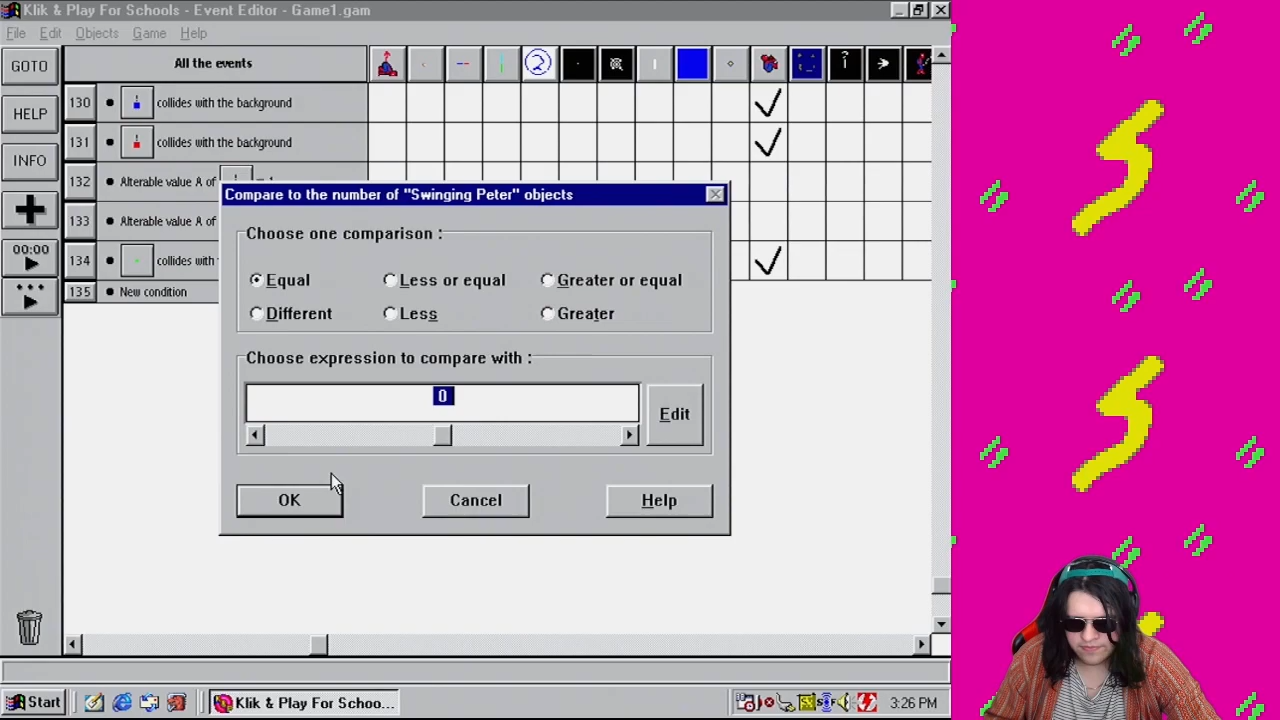 Klik & Play For Schools - Event Editor - Game1.gam
File Edit Objects Game Help
GOTO
All the events
130 collides with the background
HELP
131 collides with the background
INFO
132 Alterable value A of
Compare to the number of "Swinging Peter" objects
133 Alterable value A of
Choose one comparison :
00:00
134 collides with
Equal Less or equal Greater or equal
135 New condition
Different Less Greater
Choose expression to compare with :
0
Edit
OK Cancel Help
Start Klik & Play For Schoo... 3:26 PM